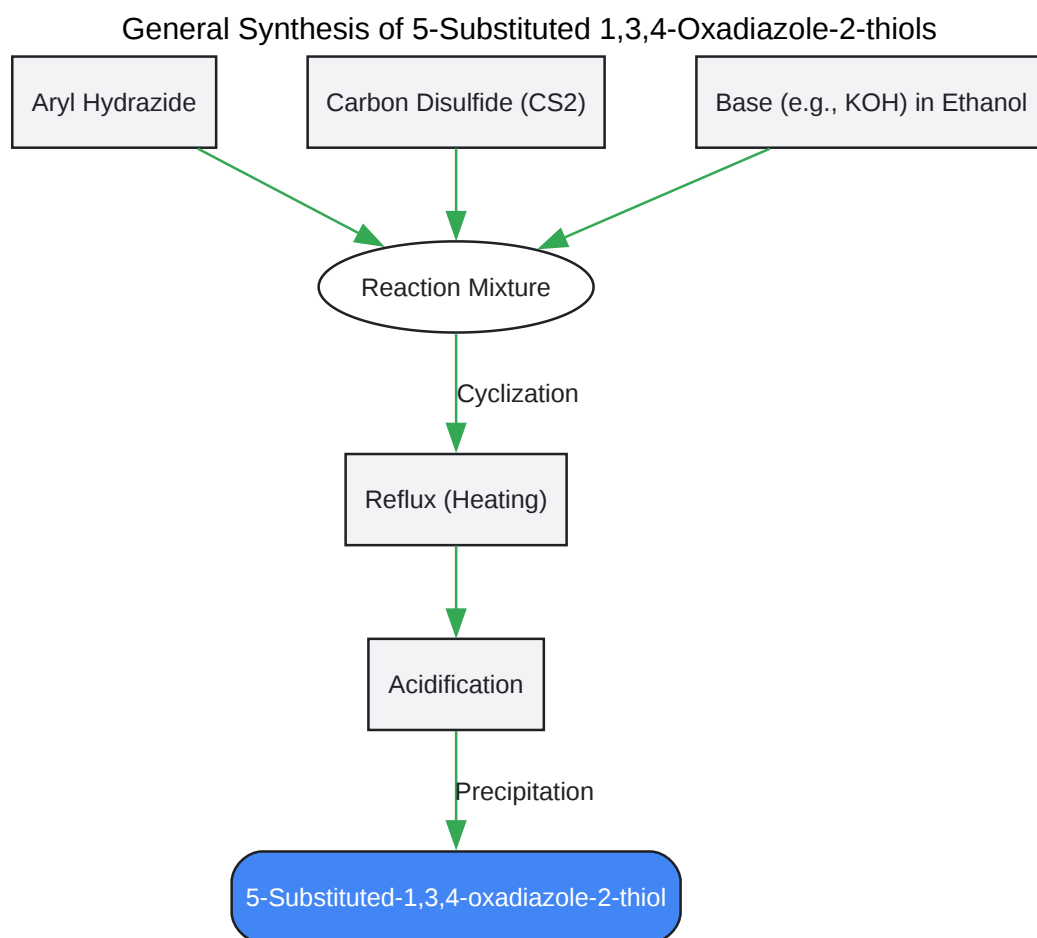 General Synthesis of 5-Substituted 1,3,4-Oxadiazole-2-thiols
Aryl Hydrazide
Carbon Disulfide (CS2)
Base (e.g., KOH) in Ethanol
Reaction Mixture
Cyclization
Reflux (Heating)
Acidification
Precipitation
5-Substituted-1,3,4-oxadiazole-2-thiol